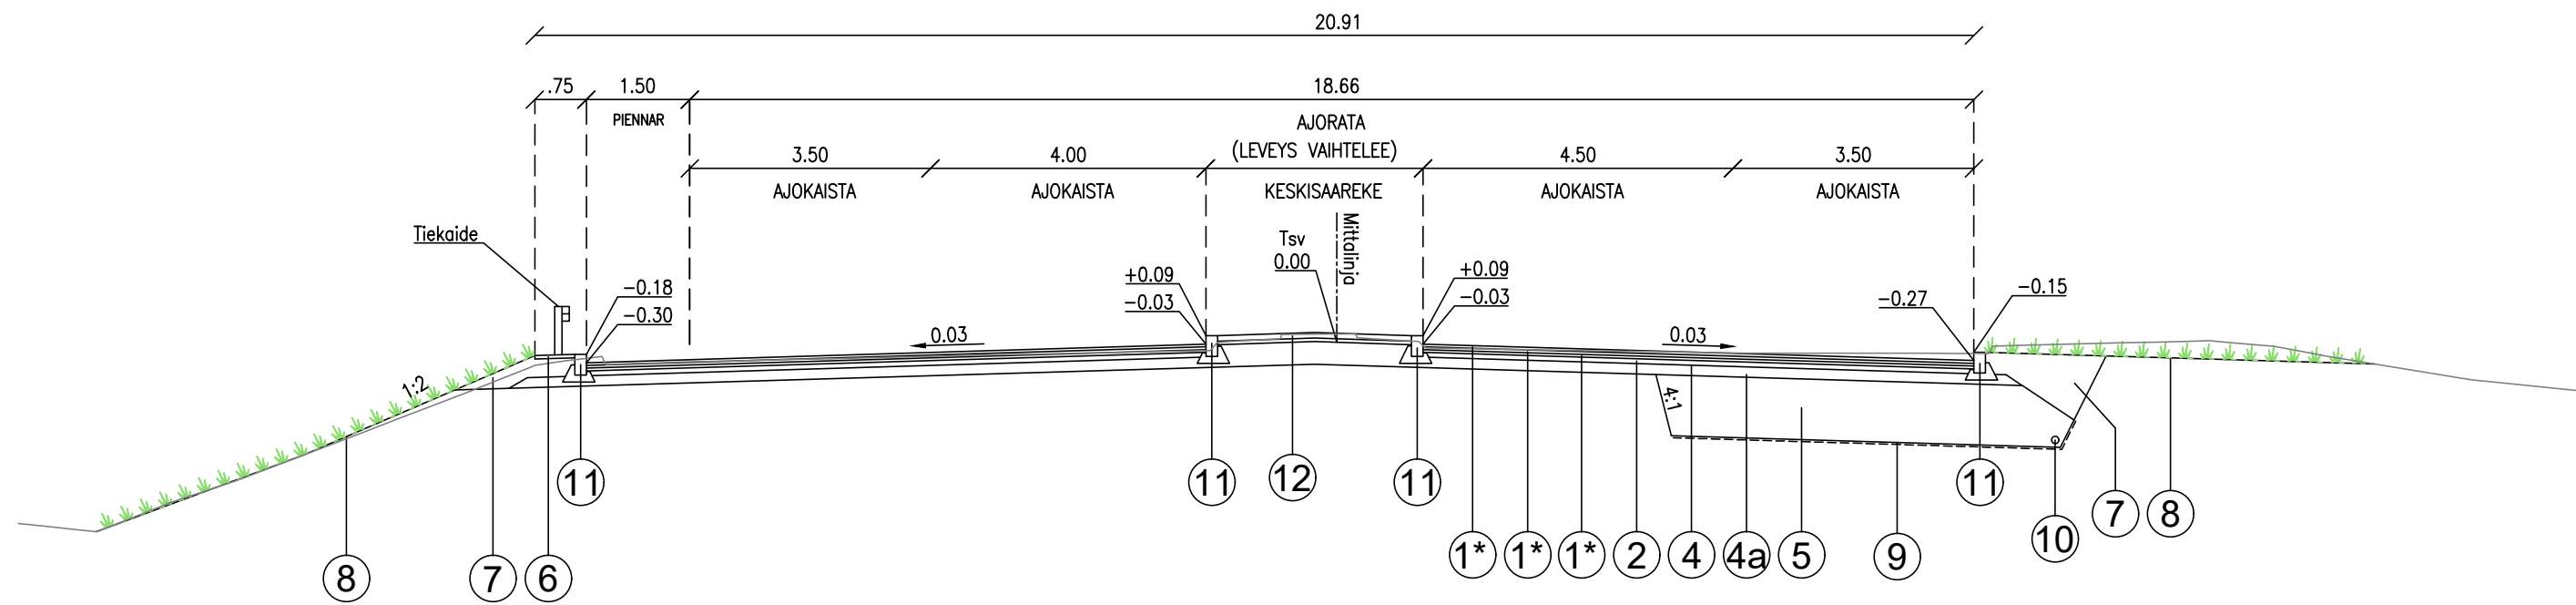 20.91
.75 1.50 18.66
PIENNAR AJORATA
(LEVEYS VAIHTELEE)
3.50 4.00 4.50 3.50
AJOKAISTA AJOKAISTA KESKISAAREKE AJOKAISTA AJOKAISTA
Mittalinja
Tiekaide
Tsv
0.00
+0.09 +0.09
-0.18 -0.03 -0.03 -0.27 -0.15
-0.30
0.03 0.03
1:2
4:1
11 11 12 11 11
7 8
10
1* 1* 1* 2 4 4a 5 9
8 7 6